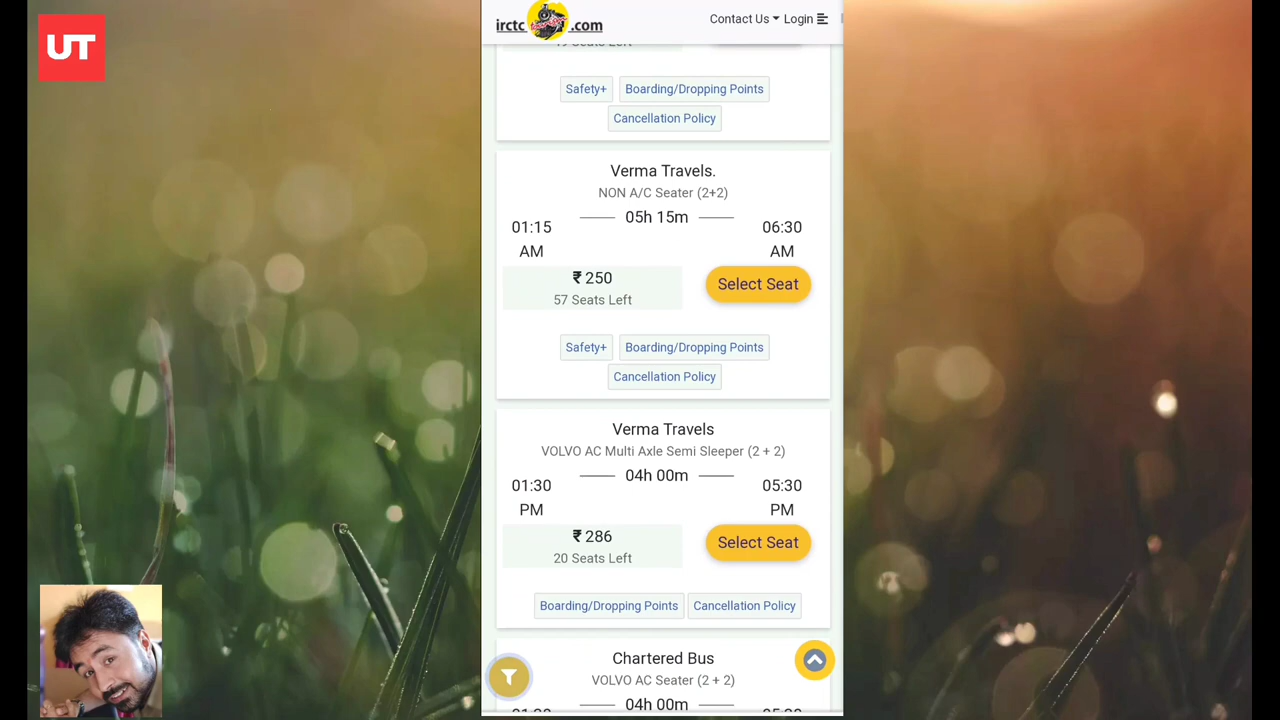 UT
irctc .com
Contact Us Login
19 Seats Left
Safety+ Boarding/Dropping Points
Cancellation Policy
Verma Travels.
NON A/C Seater (2+2)
05h 15m
01:15 AM
06:30 AM
₹ 250
57 Seats Left
Select Seat
Safety+ Boarding/Dropping Points
Cancellation Policy
Verma Travels
VOLVO AC Multi Axle Semi Sleeper (2 + 2)
04h 00m
01:30 PM
05:30 PM
₹ 286
20 Seats Left
Select Seat
Boarding/Dropping Points Cancellation Policy
Chartered Bus
VOLVO AC Seater (2 + 2)
04h 00m